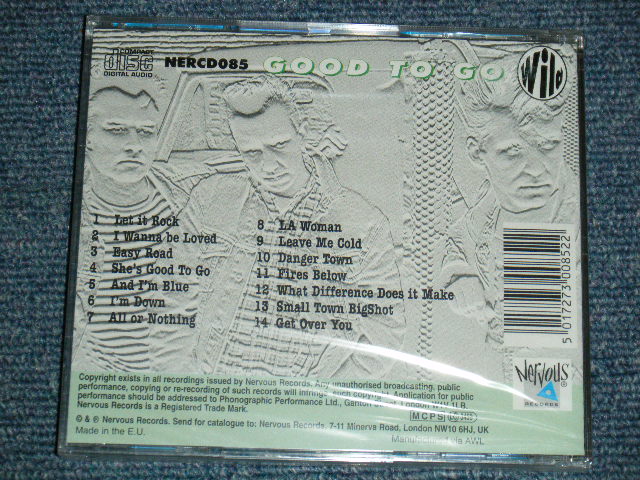 COMPACT
DISC
DIGITAL AUDIO
NERCD085
GOOD TO GO
Wild
1 Let it Rock
2 I Wanna be Loved
3 Easy Road
4 She's Good To Go
5 And I'm Blue
6 I'm Down
7 All or Nothing
8 LA Woman
9 Leave Me Cold
10 Danger Town
11 Fires Below
12 What Difference Does it Make
13 Small Town BigShot
14 Get Over You
5 017273 008522
Nervous ®
RECORDS
Copyright exists in all recordings issued by Nervous Records. Any unauthorised broadcasting, public
performance, copying or re-recording of such records will infringe such copyright. Application for public
performance should be addressed to Phonographic Performance Ltd., Ganton London W1V 1LB.
Nervous Records is a Registered Trade Mark.
MCPS
℗ & © Nervous Records. Send for catalogue to: Nervous Records, 7-11 Minerva Road, London NW10 6HJ, UK
Made in the E.U.
via AWL